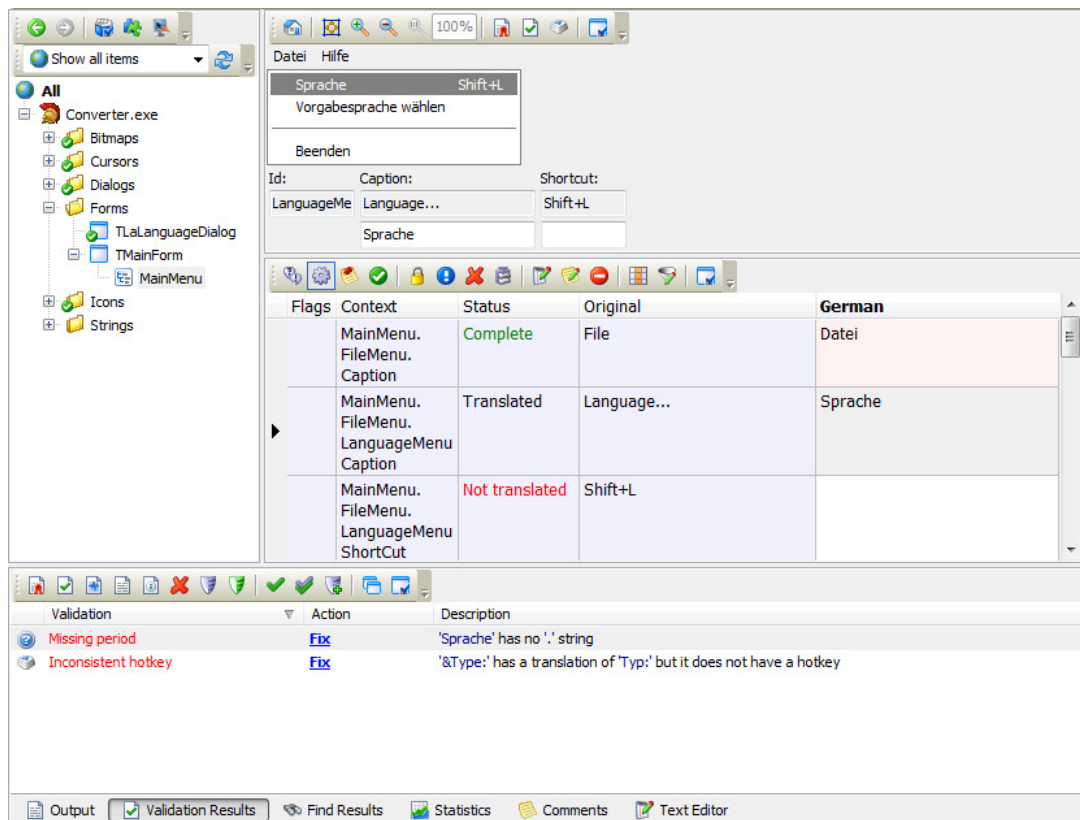 100%
Show all items
All
Converter.exe
Bitmaps
Cursors
Dialogs
Forms
TLaLanguageDialog
TMainForm
MainMenu
Icons
Strings
Datei Hilfe
Sprache Shift+L
Vorgabesprache wählen
Beenden
Id: Caption: Shortcut:
LanguageMe Language... Shift+L
Sprache
Flags Context Status Original German
MainMenu. Complete File Datei
FileMenu.
Caption
MainMenu. Translated Language... Sprache
FileMenu.
LanguageMenu
Caption
MainMenu. Not translated Shift+L
FileMenu.
LanguageMenu
ShortCut
Validation Action Description
Missing period Fix 'Sprache' has no '.' string
Inconsistent hotkey Fix '&Type:' has a translation of 'Typ:' but it does not have a hotkey
Output Validation Results Find Results Statistics Comments Text Editor